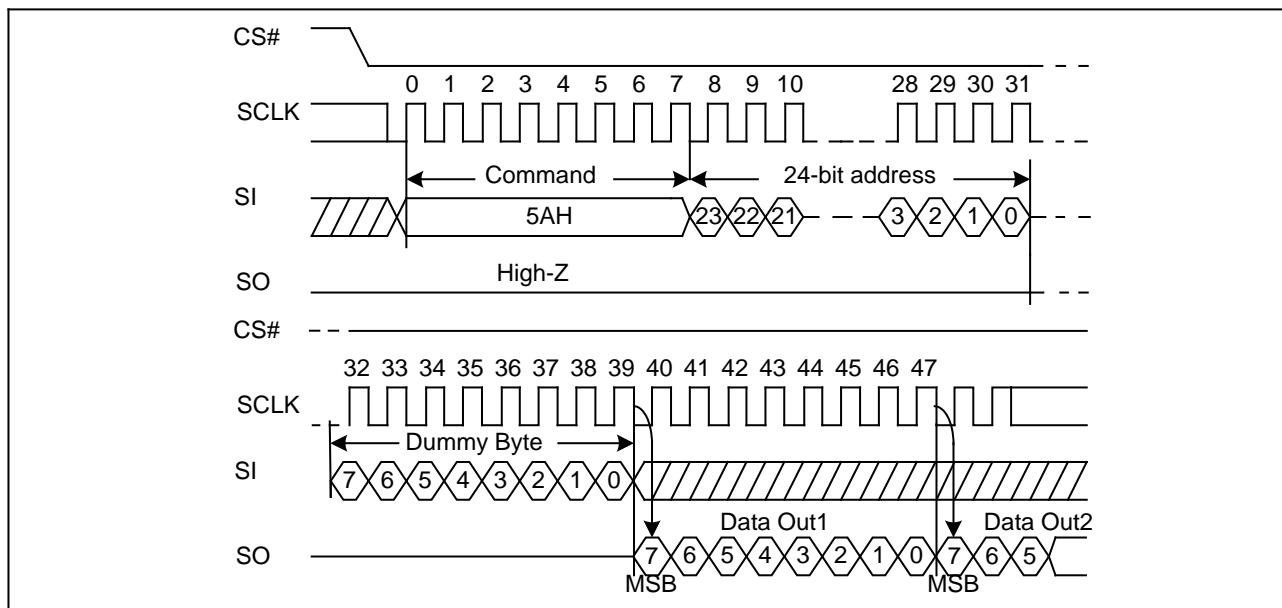 CS#
0 1 2 3 4 5 6 7 8 9 10 28 29 30 31
SCLK
Command 24-bit address
SI
5AH 23 22 21 3 2 1 0
High-Z
SO
CS#
32 33 34 35 36 37 38 39 40 41 42 43 44 45 46 47
SCLK
Dummy Byte
SI
7 6 5 4 3 2 1 0
Data Out1 Data Out2
SO
7 6 5 4 3 2 1 0 7 6 5
MSB MSB